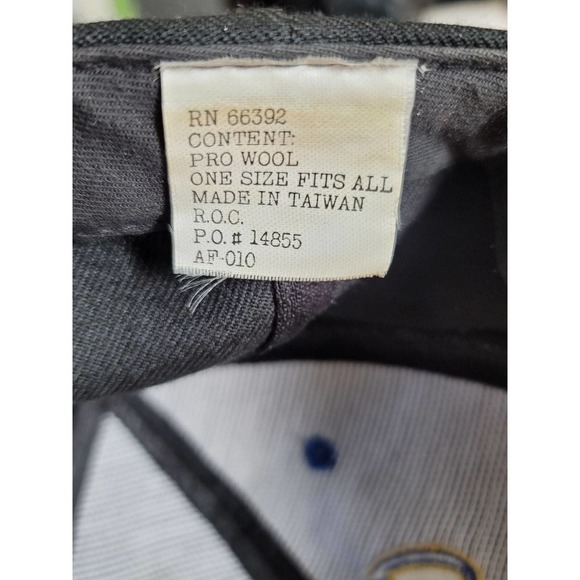 RN 66392
CONTENT:
PRO WOOL
ONE SIZE FITS ALL
MADE IN TAIWAN
R.O.C.
P.O. # 14855
AF-010